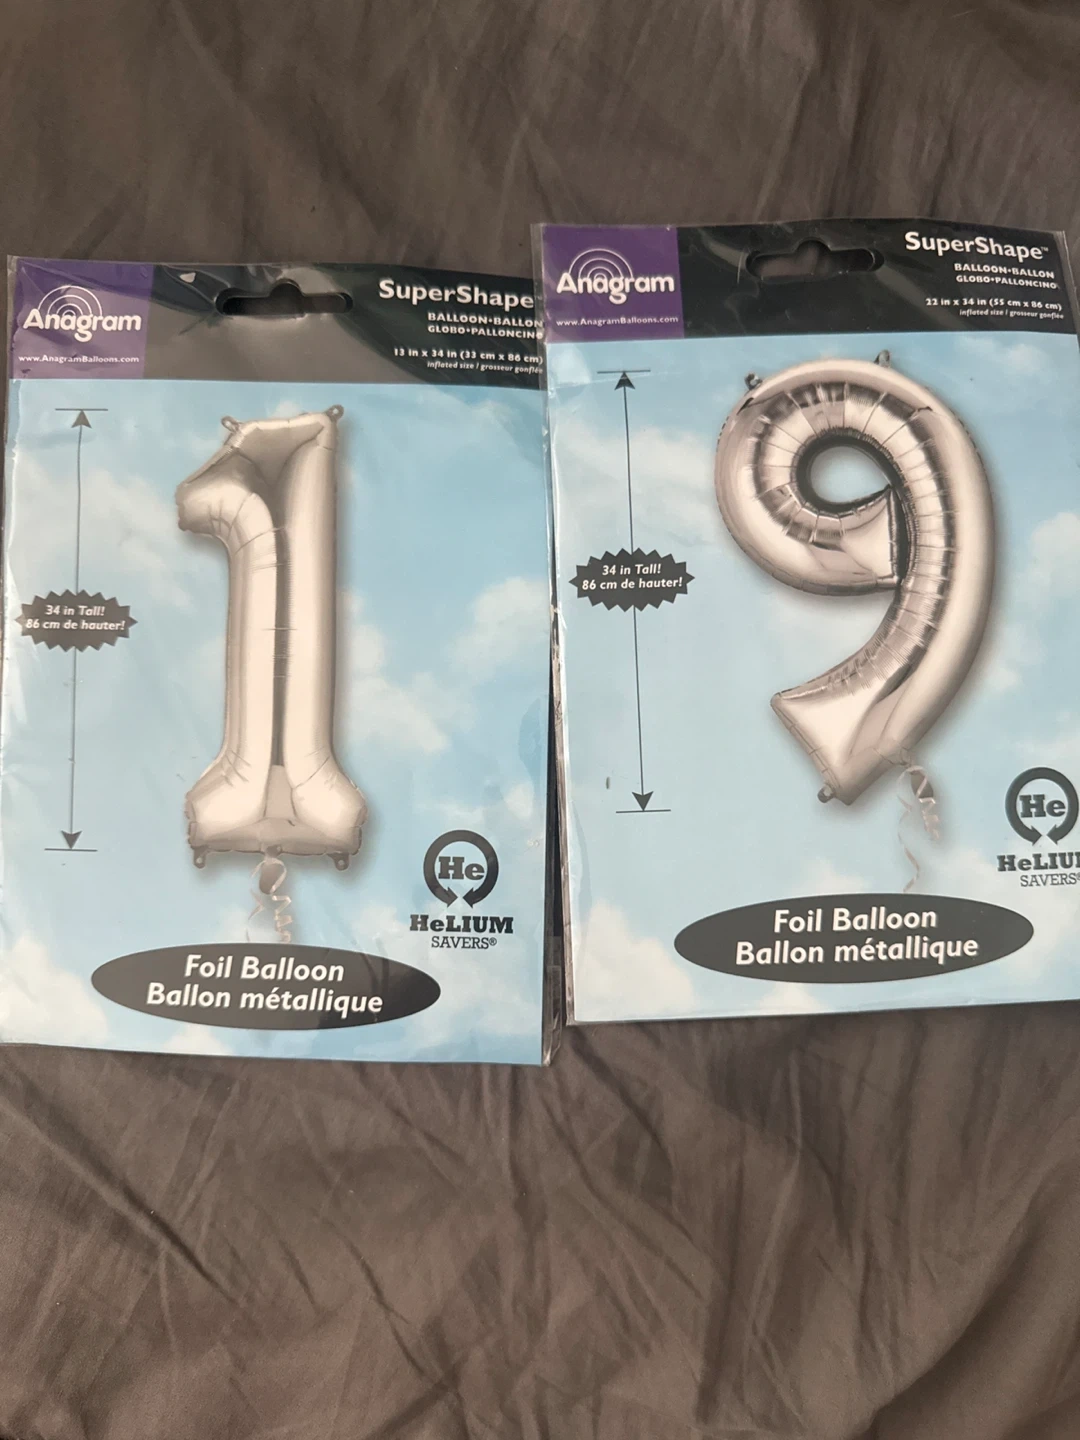 Anagram
www.AnagramBalloons.com
SuperShape
BALLOON•BALLON
GLOBO•PALLONCINO
13 in x 34 in (33 cm x 86 cm)
inflated size / grosseur gonflée
34 in Tall!
86 cm de hauter!
He
HeLIUM
SAVERS®
Foil Balloon
Ballon métallique
Anagram
www.AnagramBalloons.com
SuperShape™
BALLOON•BALLON
GLOBO•PALLONCINO
22 in x 34 in (55 cm x 86 cm)
inflated size / grosseur gonflée
34 in Tall!
86 cm de hauter!
He
HeLIU
SAVERS®
Foil Balloon
Ballon métallique